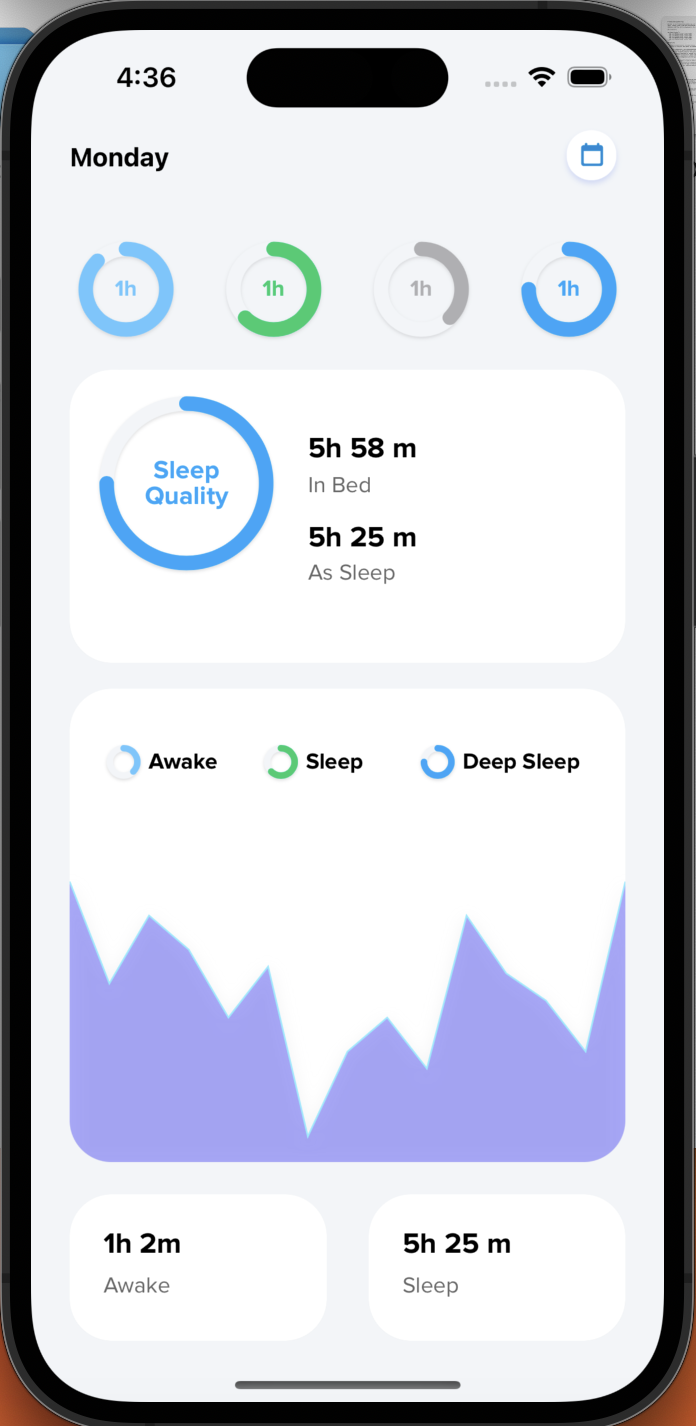 4:36
Monday
1h 1h 1h 1h
Sleep
Quality
5h 58 m
In Bed
5h 25 m
As Sleep
Awake Sleep Deep Sleep
1h 2m
Awake
5h 25 m
Sleep